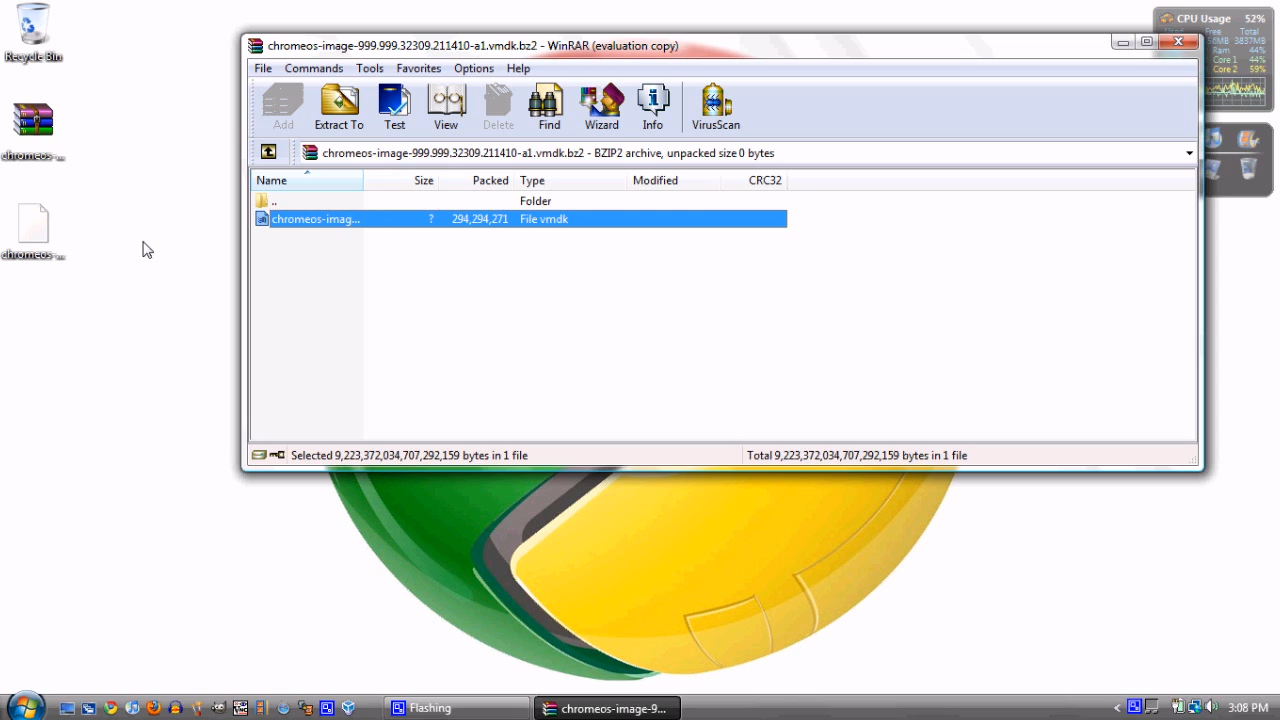 Recycle Bin
chromeos-...
chromeos-...
chromeos-image-999.999.32309.211410-a1.vmdk.bz2 - WinRAR (evaluation copy)
File Commands Tools Favorites Options Help
Add Extract To Test View Delete Find Wizard Info VirusScan
chromeos-image-999.999.32309.211410-a1.vmdk.bz2 - BZIP2 archive, unpacked size 0 bytes
Name Size Packed Type Modified CRC32
.. Folder
chromeos-imag... ? 294,294,271 File vmdk
Selected 9,223,372,034,707,292,159 bytes in 1 file
Total 9,223,372,034,707,292,159 bytes in 1 file
CPU Usage 52%
Free Total
3837MB
Ram 44%
Core 1 44%
Core 2 59%
Flashing
chromeos-image-9...
3:08 PM